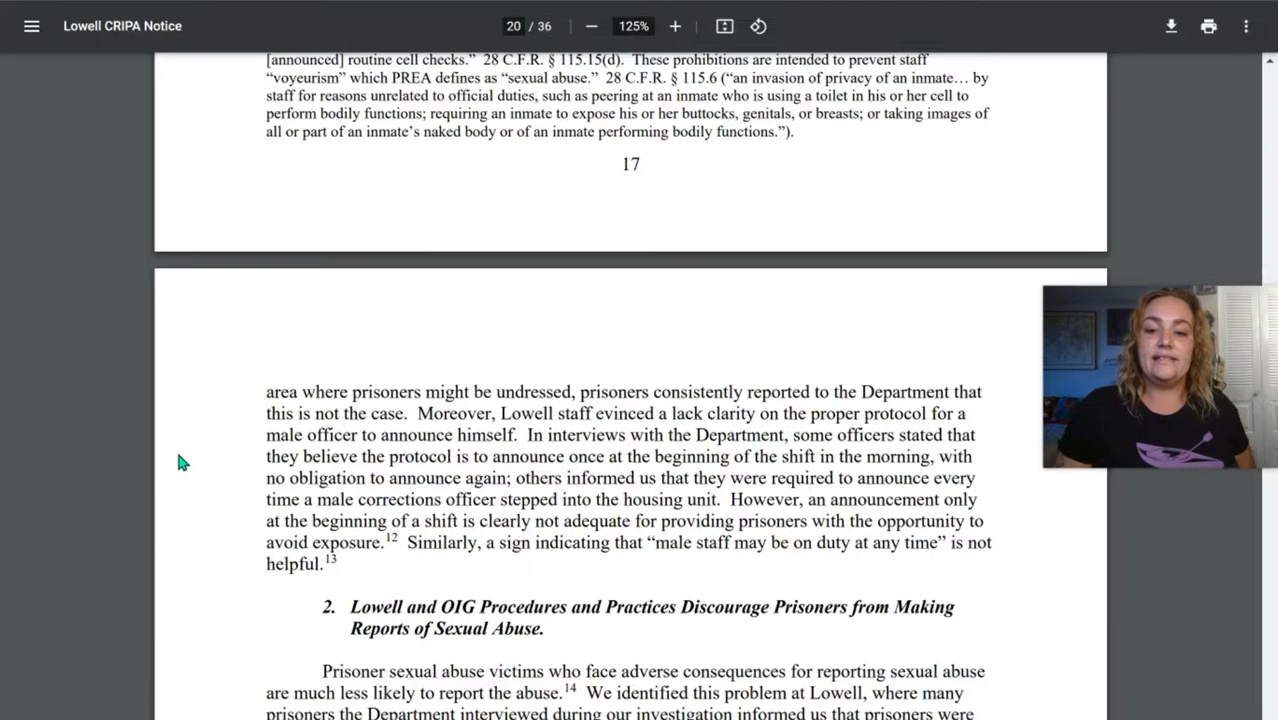 Lowell CRIPA Notice
20 / 36
125%
[announced] routine cell checks.” 28 C.F.R. § 115.15(d). These prohibitions are intended to prevent staff
“voyeurism” which PREA defines as “sexual abuse.” 28 C.F.R. § 115.6 (“an invasion of privacy of an inmate… by
staff for reasons unrelated to official duties, such as peering at an inmate who is using a toilet in his or her cell to
perform bodily functions; requiring an inmate to expose his or her buttocks, genitals, or breasts; or taking images of
all or part of an inmate’s naked body or of an inmate performing bodily functions.”).
17
area where prisoners might be undressed, prisoners consistently reported to the Department that
this is not the case. Moreover, Lowell staff evinced a lack clarity on the proper protocol for a
male officer to announce himself. In interviews with the Department, some officers stated that
they believe the protocol is to announce once at the beginning of the shift in the morning, with
no obligation to announce again; others informed us that they were required to announce every
time a male corrections officer stepped into the housing unit. However, an announcement only
at the beginning of a shift is clearly not adequate for providing prisoners with the opportunity to
avoid exposure.12 Similarly, a sign indicating that “male staff may be on duty at any time” is not
helpful.13
2. Lowell and OIG Procedures and Practices Discourage Prisoners from Making
Reports of Sexual Abuse.
Prisoner sexual abuse victims who face adverse consequences for reporting sexual abuse
are much less likely to report the abuse.14 We identified this problem at Lowell, where many
prisoners the Department interviewed during our investigation informed us that prisoners were